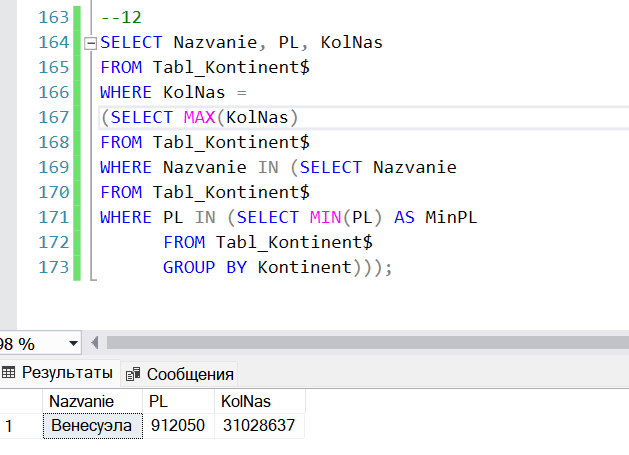 163 --12
164 SELECT Nazvanie, PL, KolNas
165 FROM Tabl_Kontinent$
166 WHERE KolNas =
167 (SELECT MAX(KolNas)
168 FROM Tabl_Kontinent$
169 WHERE Nazvanie IN (SELECT Nazvanie
170 FROM Tabl_Kontinent$
171 WHERE PL IN (SELECT MIN(PL) AS MinPL
172 FROM Tabl_Kontinent$
173 GROUP BY Kontinent)));
98 %
Результаты Сообщения
Nazvanie PL KolNas
1 Венесуэла 912050 31028637